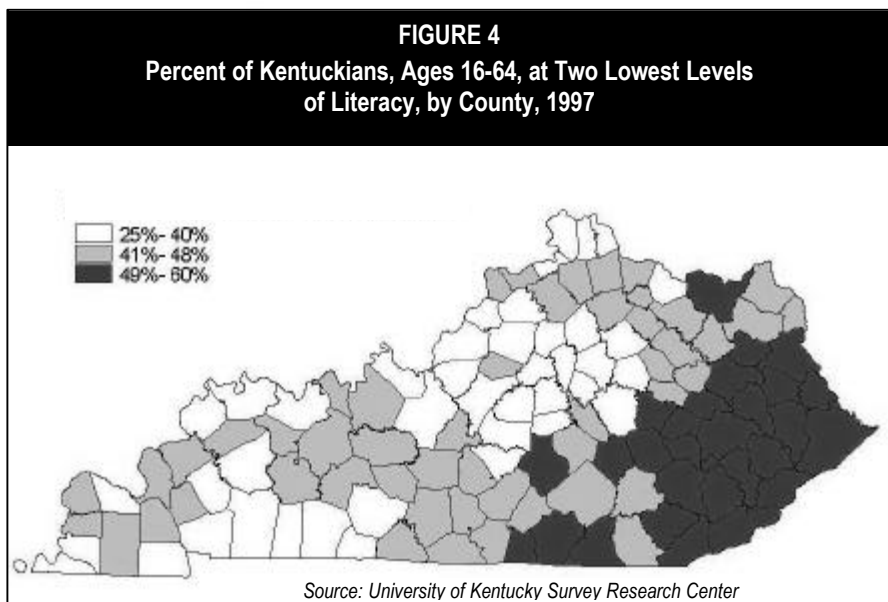 FIGURE 4
Percent of Kentuckians, Ages 16-64, at Two Lowest Levels
of Literacy, by County, 1997
25%- 40%
41%- 48%
49%- 60%
Source: University of Kentucky Survey Research Center